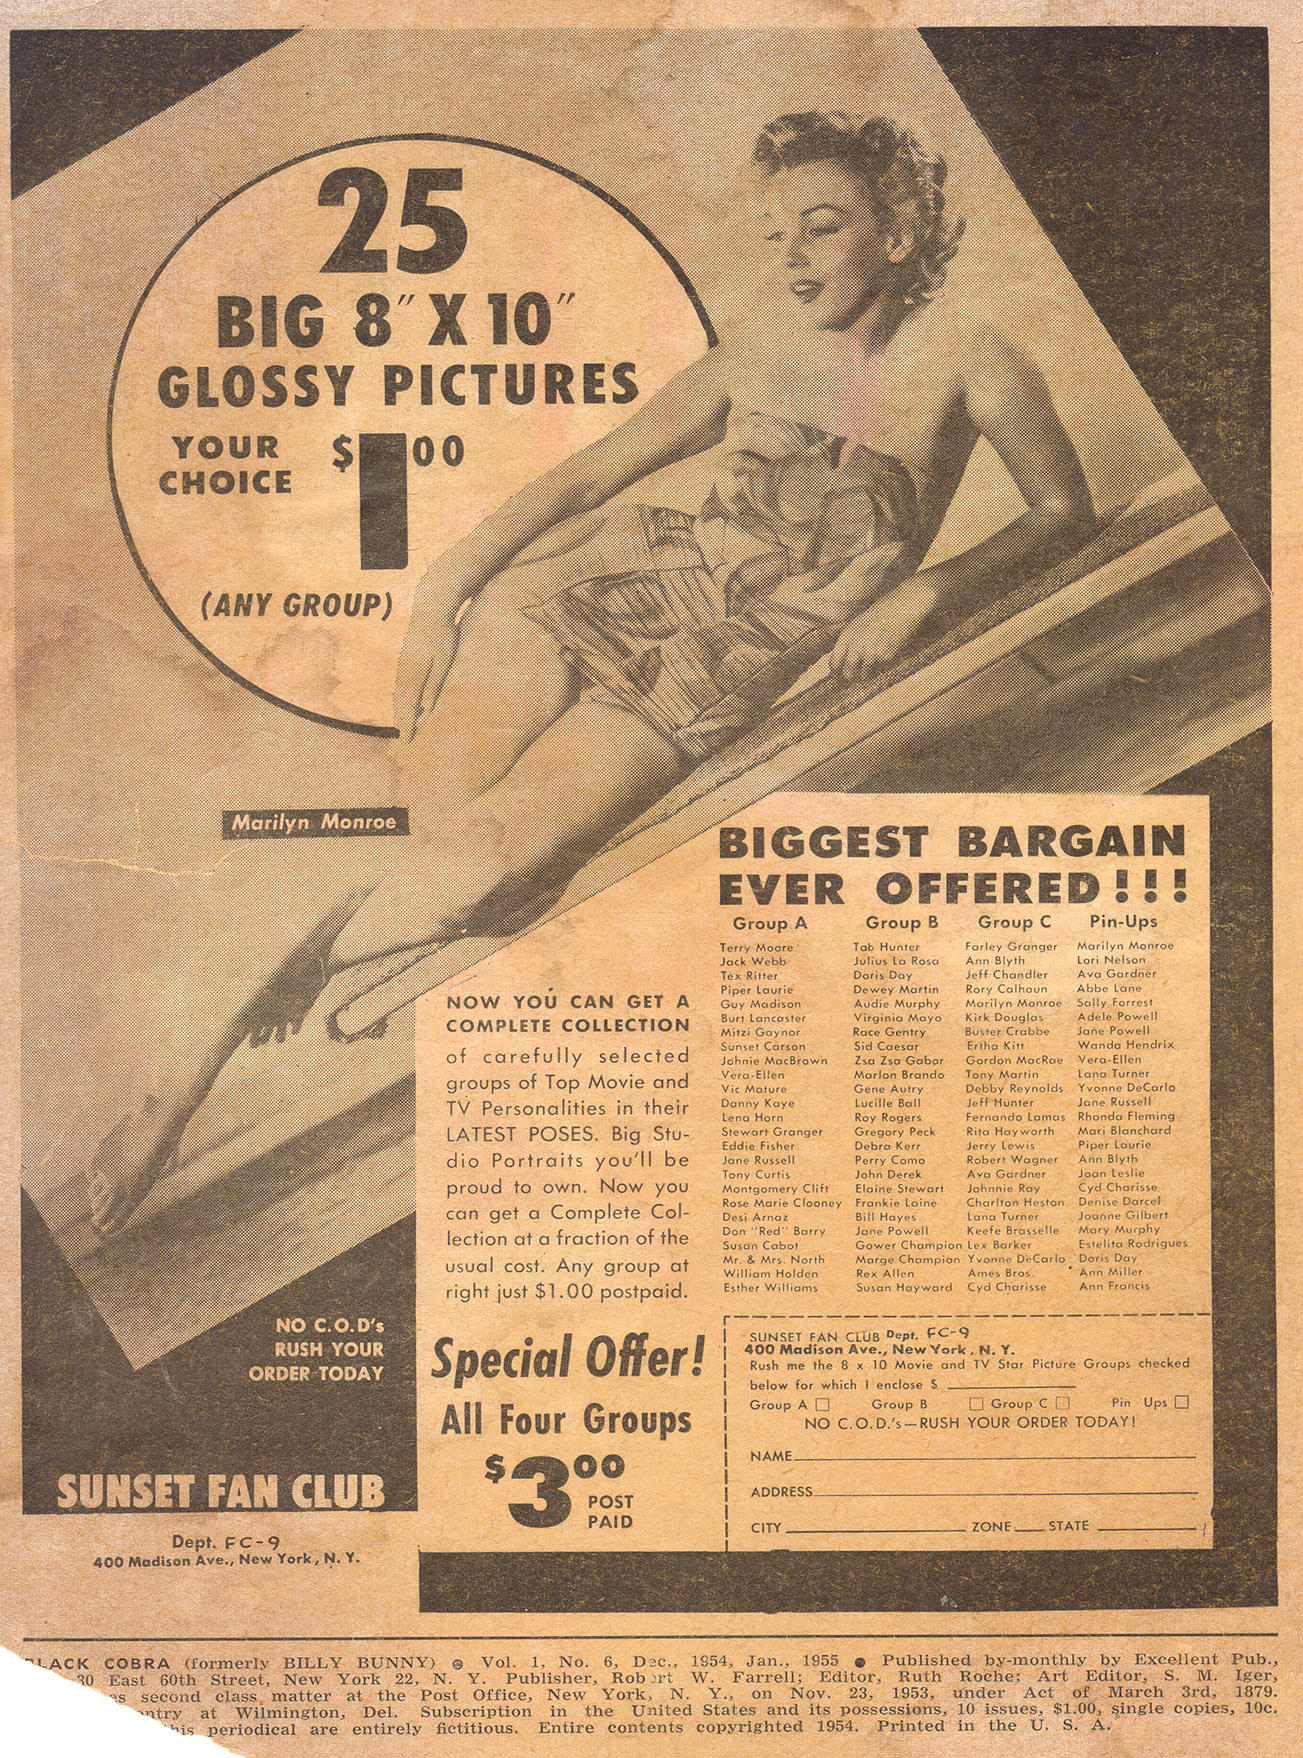 25
BIG 8" X 10"
GLOSSY PICTURES
YOUR
CHOICE
$1.00
(ANY GROUP)
Marilyn Monroe
BIGGEST BARGAIN
EVER OFFERED!!!
Group A
Terry Moore
Jack Webb
Tex Ritter
Piper Laurie
Guy Madison
Burt Lancaster
Mitzi Gaynor
Sunset Carson
Johnie MacBrown
Vera-Ellen
Vic Mature
Danny Kaye
Lena Horn
Stewart Granger
Eddie Fisher
Jane Russell
Tony Curtis
Montgomery Clift
Rose Marie Clooney
Desi Arnaz
Don "Red" Barry
Susan Cabot
Mr. & Mrs. North
William Holden
Esther Williams
Group B
Tab Hunter
Julius La Rosa
Doris Day
Dewey Martin
Audie Murphy
Virginia Mayo
Race Gentry
Sid Caesar
Zsa Zsa Gabor
Marlon Brando
Gene Autry
Lucille Ball
Roy Rogers
Gregory Peck
Debra Kerr
Perry Como
John Derek
Elaine Stewart
Frankie Laine
Bill Hayes
Jane Powell
Gower Champion
Marge Champion
Rex Allen
Susan Hayward
Group C
Farley Granger
Ann Blyth
Jeff Chandler
Rory Calhoun
Marilyn Monroe
Kirk Douglas
Buster Crabbe
Ertha Kitt
Gordon MacRae
Tony Martin
Debby Reynolds
Jeff Hunter
Fernando Lamas
Rita Hayworth
Jerry Lewis
Robert Wagner
Ava Gardner
Johnnie Ray
Charlton Heston
Lana Turner
Keefe Brasselle
Lex Barker
Yvonne DeCarlo
Ames Bros.
Cyd Charisse
Pin-Ups
Marilyn Monroe
Lori Nelson
Ava Gardner
Abbe Lane
Sally Forrest
Adele Powell
Jane Powell
Wanda Hendrix
Vera-Ellen
Lana Turner
Yvonne DeCarlo
Jane Russell
Rhonda Fleming
Mari Blanchard
Piper Laurie
Ann Blyth
Joan Leslie
Cyd Charisse
Denise Darcel
Joanne Gilbert
Mary Murphy
Estelita Rodrigues
Doris Day
Ann Miller
Ann Francis
NOW YOU CAN GET A
COMPLETE COLLECTION
of carefully selected
groups of Top Movie and
TV Personalities in their
LATEST POSES. Big Stu-
dio Portraits you'll be
proud to own. Now you
can get a Complete Col-
lection at a fraction of the
usual cost. Any group at
right just $1.00 postpaid.
Special Offer!
All Four Groups
$3.00
POST
PAID
NO C.O.D's
RUSH YOUR
ORDER TODAY
SUNSET FAN CLUB
Dept. FC-9
400 Madison Ave., New York, N. Y.
SUNSET FAN CLUB Dept. FC-9
400 Madison Ave., New York, N. Y.
Rush me the 8 x 10 Movie and TV Star Picture Groups checked
below for which I enclose $
Group A Group B Group C Pin Ups
NO C.O.D.'s—RUSH YOUR ORDER TODAY!
NAME
ADDRESS
CITY ZONE STATE
LACK COBRA (formerly BILLY BUNNY) ● Vol. 1, No. 6, Dec., 1954, Jan., 1955 ● Published by-monthly by Excellent Pub.,
30 East 60th Street, New York 22, N. Y. Publisher, Robert W. Farrell; Editor, Ruth Roche; Art Editor, S. M. Iger,
as second class matter at the Post Office, New York, N. Y., on Nov. 23, 1953, under Act of March 3rd, 1879.
ntry at Wilmington, Del. Subscription in the United States and its possessions, 10 issues, $1.00, single copies, 10c.
his periodical are entirely fictitious. Entire contents copyrighted 1954. Printed in the U. S. A.